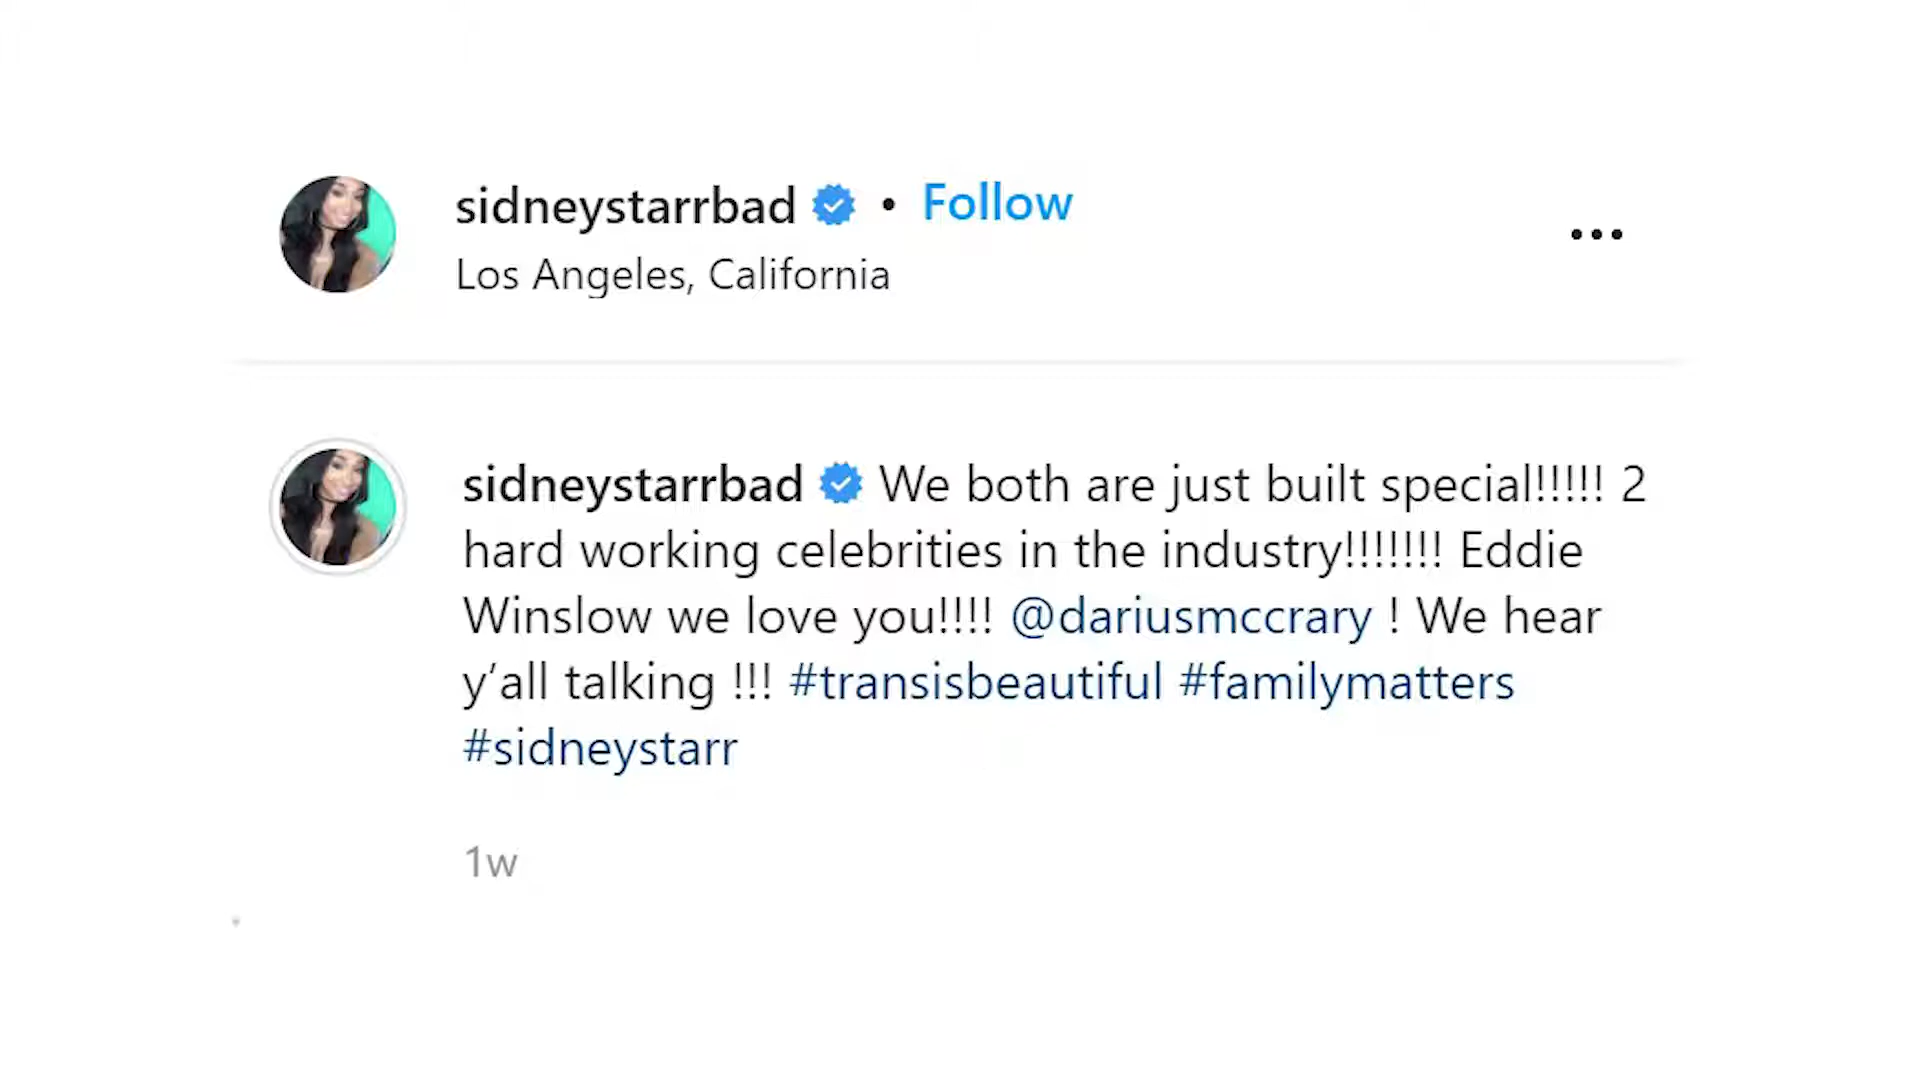 sidneystarrbad • Follow
Los Angeles, California
...
sidneystarrbad We both are just built special!!!!! 2
hard working celebrities in the industry!!!!!!! Eddie
Winslow we love you!!!! @dariusmccrary ! We hear
y’all talking !!! #transisbeautiful #familymatters
#sidneystarr
1w